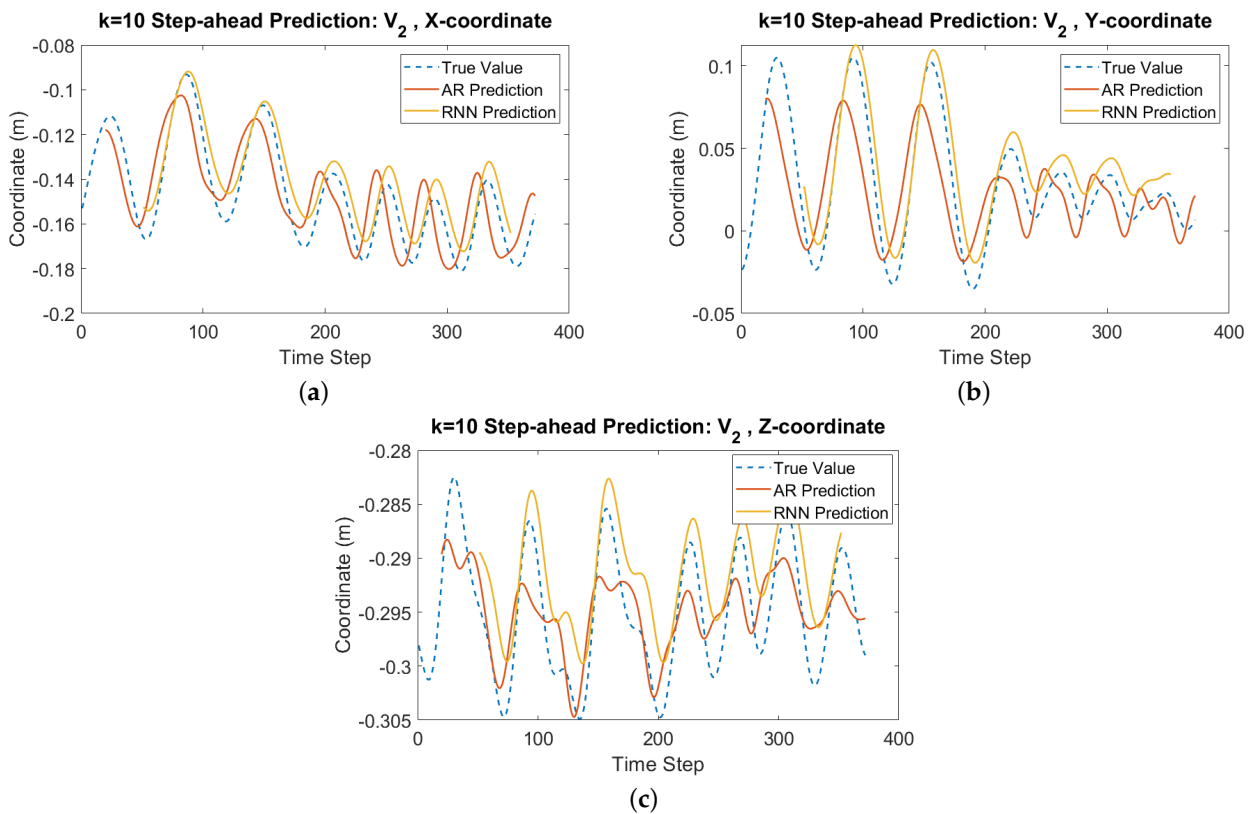 k=10 Step-ahead Prediction: V2 , X-coordinate
-0.08
-0.1
-0.12
-0.14
-0.16
-0.18
-0.2
Coordinate (m)
True Value
AR Prediction
RNN Prediction
0 100 200 300 400
Time Step
(a)
k=10 Step-ahead Prediction: V2 , Y-coordinate
0.1
0.05
0
-0.05
Coordinate (m)
True Value
AR Prediction
RNN Prediction
0 100 200 300 400
Time Step
(b)
k=10 Step-ahead Prediction: V2 , Z-coordinate
-0.28
-0.285
-0.29
-0.295
-0.3
-0.305
Coordinate (m)
True Value
AR Prediction
RNN Prediction
0 100 200 300 400
Time Step
(c)